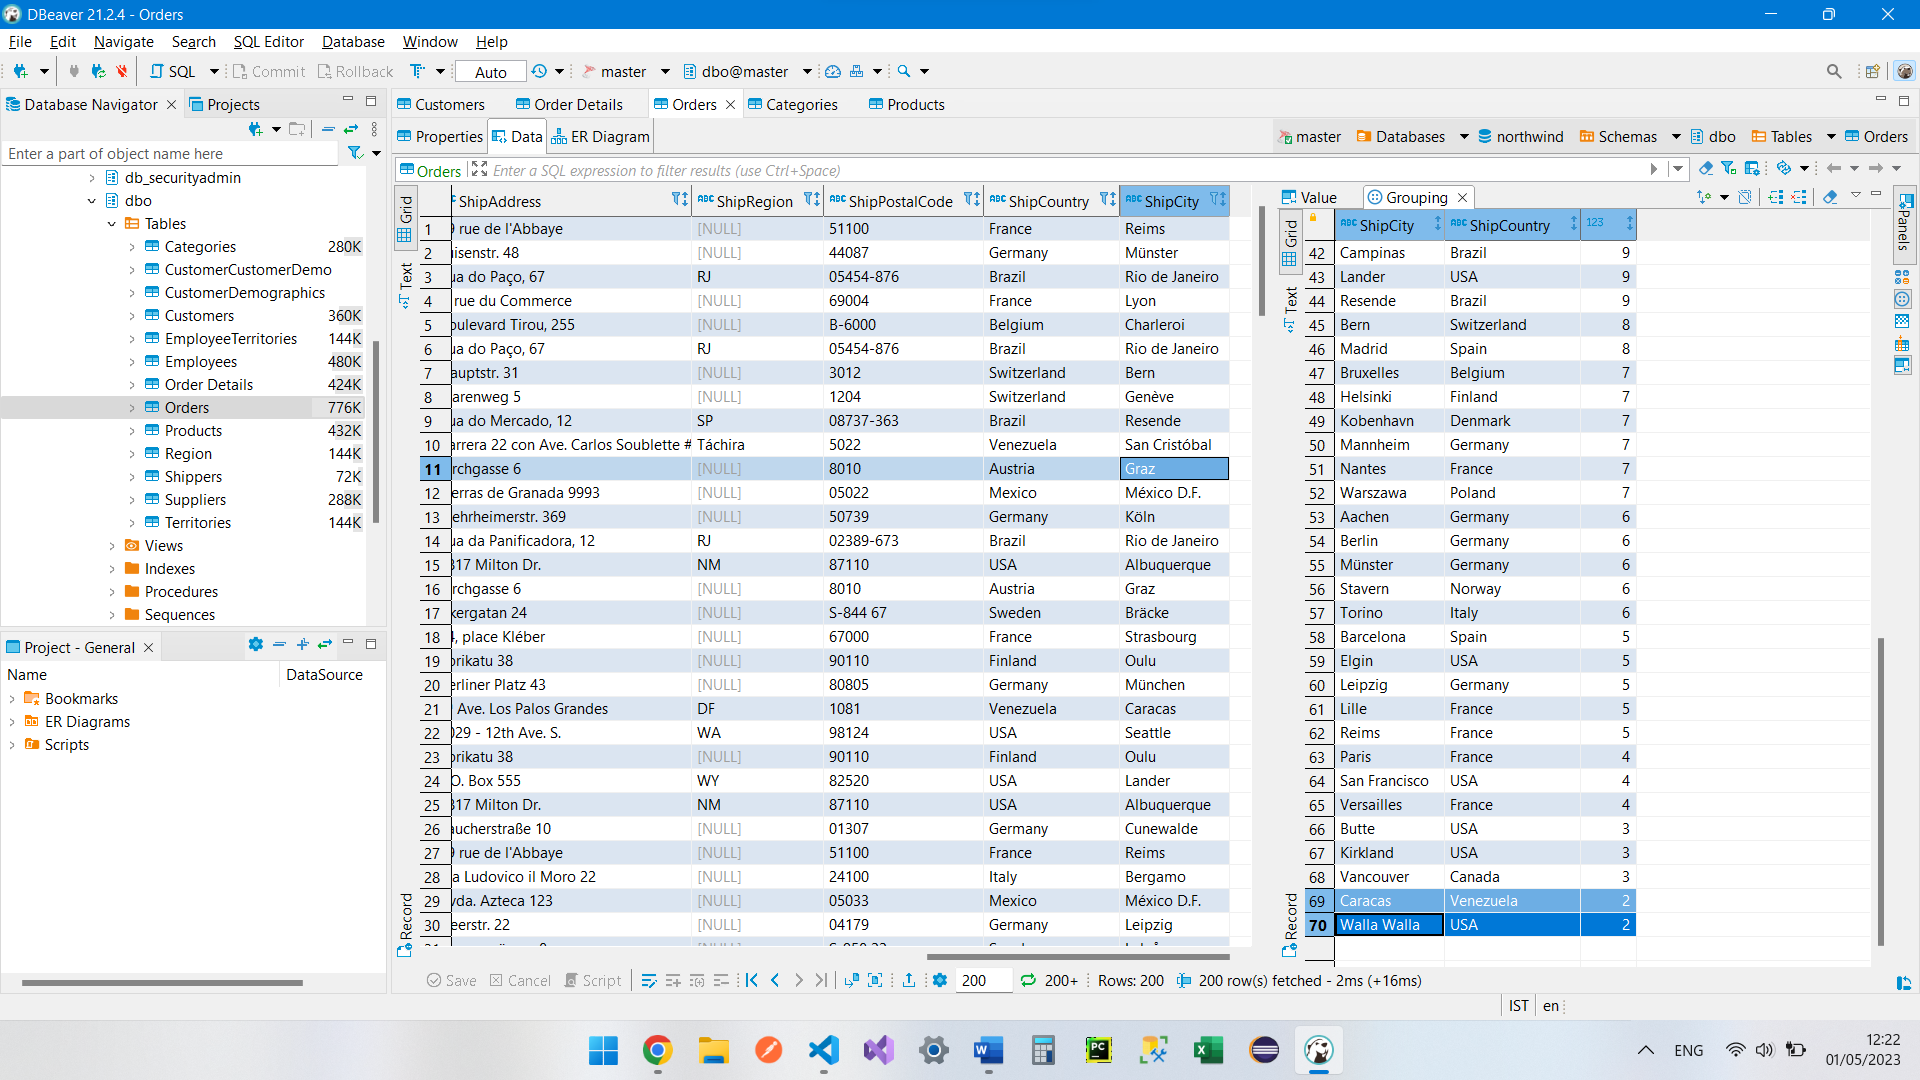 DBeaver 21.2.4 - Orders
File Edit Navigate Search SQL Editor Database Window Help
SQL Commit Rollback Auto master dbo@master
Database Navigator Projects
Enter a part of object name here
db_securityadmin
dbo
Tables
Categories 280K
CustomerCustomerDemo
CustomerDemographics
Customers 360K
EmployeeTerritories 144K
Employees 480K
Order Details 424K
Orders 776K
Products 432K
Region 144K
Shippers 72K
Suppliers 288K
Territories 144K
Views
Indexes
Procedures
Sequences
Project - General
Name DataSource
Bookmarks
ER Diagrams
Scripts
Customers Order Details Orders Categories Products
Properties Data ER Diagram
master Databases northwind Schemas dbo Tables Orders
Orders Enter a SQL expression to filter results (use Ctrl+Space)
Grid
Text
Record
ABC ShipAddress ABC ShipRegion ABC ShipPostalCode ABC ShipCountry ABC ShipCity
1 9 rue de l'Abbaye [NULL] 51100 France Reims
2 uisenstr. 48 [NULL] 44087 Germany Münster
3 ua do Paço, 67 RJ 05454-876 Brazil Rio de Janeiro
4 rue du Commerce [NULL] 69004 France Lyon
5 oulevard Tirou, 255 [NULL] B-6000 Belgium Charleroi
6 ua do Paço, 67 RJ 05454-876 Brazil Rio de Janeiro
7 auptstr. 31 [NULL] 3012 Switzerland Bern
8 arenweg 5 [NULL] 1204 Switzerland Genève
9 ua do Mercado, 12 SP 08737-363 Brazil Resende
10 arrera 22 con Ave. Carlos Soublette # Táchira 5022 Venezuela San Cristóbal
11 rchgasse 6 [NULL] 8010 Austria Graz
12 erras de Granada 9993 [NULL] 05022 Mexico México D.F.
13 ehrheimerstr. 369 [NULL] 50739 Germany Köln
14 ua da Panificadora, 12 RJ 02389-673 Brazil Rio de Janeiro
15 817 Milton Dr. NM 87110 USA Albuquerque
16 rchgasse 6 [NULL] 8010 Austria Graz
17 kergatan 24 [NULL] S-844 67 Sweden Bräcke
18 4, place Kléber [NULL] 67000 France Strasbourg
19 orikatu 38 [NULL] 90110 Finland Oulu
20 erliner Platz 43 [NULL] 80805 Germany München
21 Ave. Los Palos Grandes DF 1081 Venezuela Caracas
22 029 - 12th Ave. S. WA 98124 USA Seattle
23 orikatu 38 [NULL] 90110 Finland Oulu
24 .O. Box 555 WY 82520 USA Lander
25 817 Milton Dr. NM 87110 USA Albuquerque
26 aucherstraße 10 [NULL] 01307 Germany Cunewalde
27 9 rue de l'Abbaye [NULL] 51100 France Reims
28 a Ludovico il Moro 22 [NULL] 24100 Italy Bergamo
29 vda. Azteca 123 [NULL] 05033 Mexico México D.F.
30 eerstr. 22 [NULL] 04179 Germany Leipzig
Save Cancel Script 200 200+ Rows: 200 200 row(s) fetched - 2ms (+16ms)
Value Grouping
Panels
Grid
Text
Record
ABC ShipCity ABC ShipCountry 123
42 Campinas Brazil 9
43 Lander USA 9
44 Resende Brazil 9
45 Bern Switzerland 8
46 Madrid Spain 8
47 Bruxelles Belgium 7
48 Helsinki Finland 7
49 Kobenhavn Denmark 7
50 Mannheim Germany 7
51 Nantes France 7
52 Warszawa Poland 7
53 Aachen Germany 6
54 Berlin Germany 6
55 Münster Germany 6
56 Stavern Norway 6
57 Torino Italy 6
58 Barcelona Spain 5
59 Elgin USA 5
60 Leipzig Germany 5
61 Lille France 5
62 Reims France 5
63 Paris France 4
64 San Francisco USA 4
65 Versailles France 4
66 Butte USA 3
67 Kirkland USA 3
68 Vancouver Canada 3
69 Caracas Venezuela 2
70 Walla Walla USA 2
IST en
ENG 12:22
01/05/2023